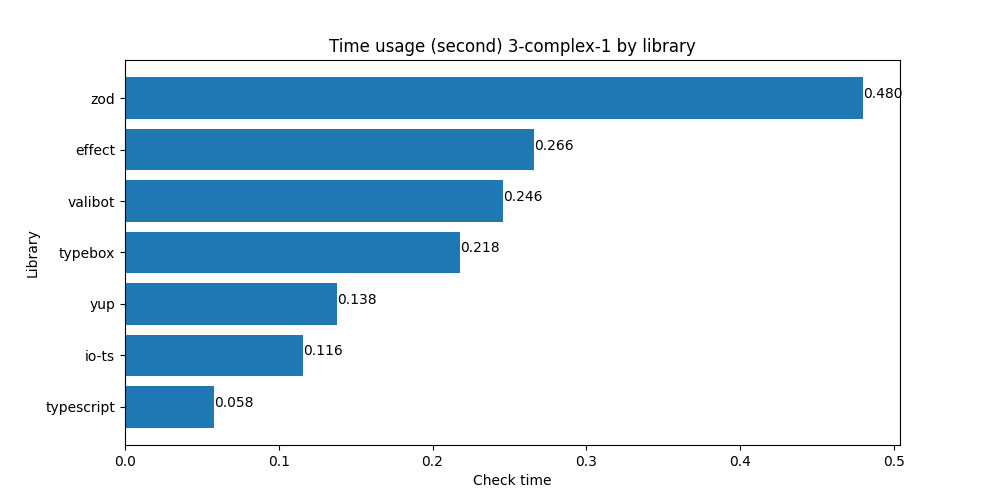 Time usage (second) 3-complex-1 by library
Library
zod 0.480
effect 0.266
valibot 0.246
typebox 0.218
yup 0.138
io-ts 0.116
typescript 0.058
0.0 0.1 0.2 0.3 0.4 0.5
Check time